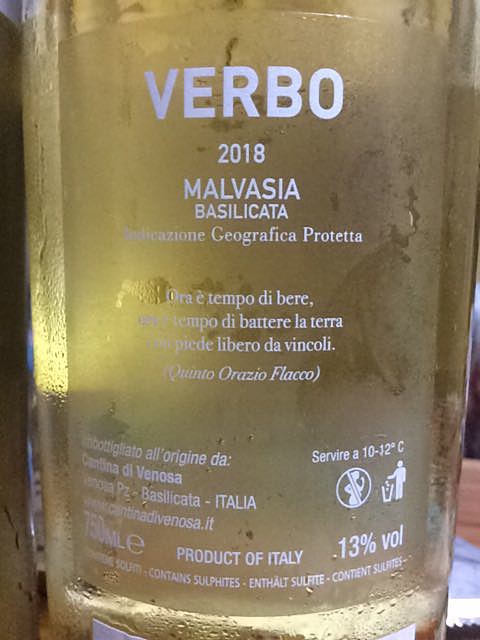 VERBO
2018
MALVASIA
BASILICATA
Indicazione Geografica Protetta
Ora è tempo di bere,
ora è tempo di battere la terra
con piede libero da vincoli.
(Quinto Orazio Flacco)
Imbottigliato all'origine da:
Cantina di Venosa
Venosa Pz - Basilicata - ITALIA
www.cantinadivenosa.it
750ML e
Servire a 10-12° C
PRODUCT OF ITALY
13% vol
SOLFITI - CONTAINS SULPHITES - ENTHÄLT SULFITE - CONTIENT SULFITES